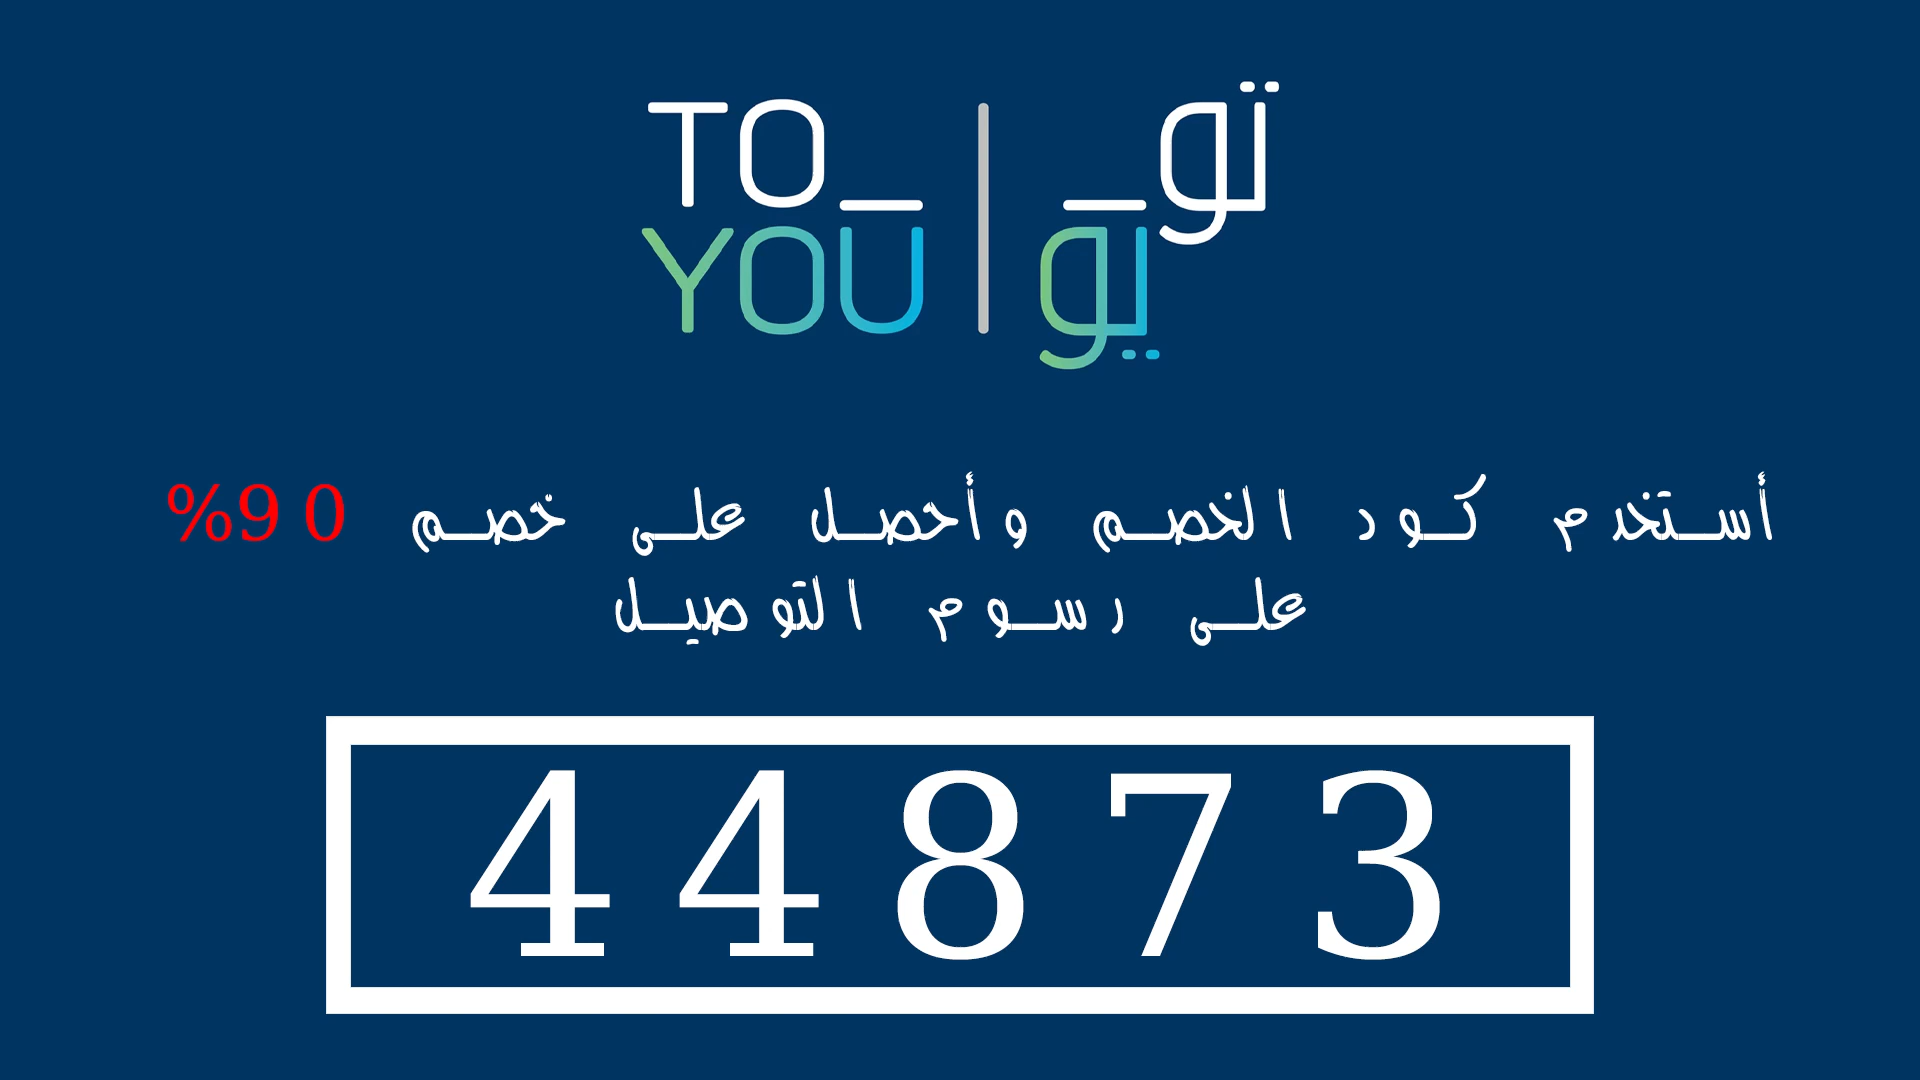 TO
YOU
تو
يو
أستخدم كود الخصم وأحصل على خصم 90%
على رسوم التوصيل
44873